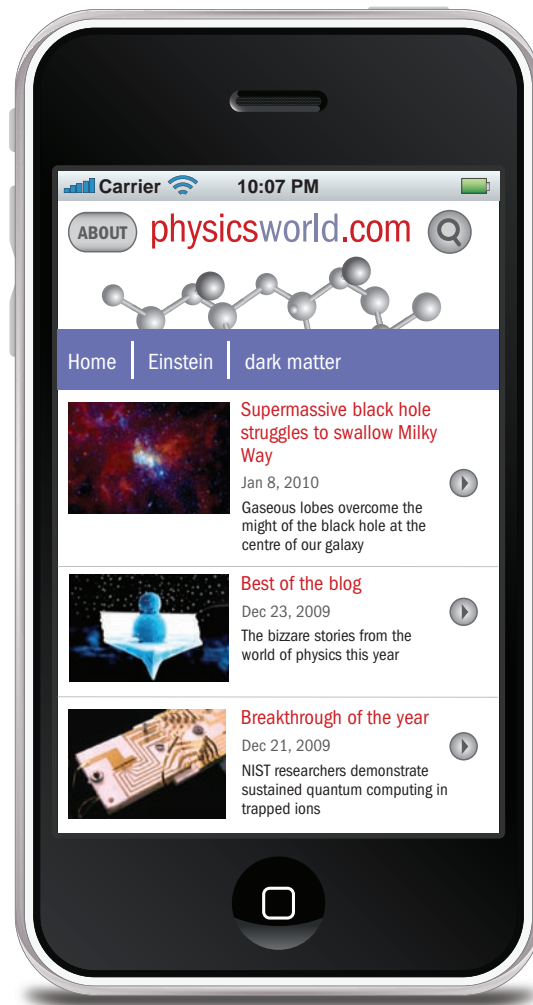 Carrier 10:07 PM
ABOUT physicsworld.com
Home Einstein dark matter
Supermassive black hole
struggles to swallow Milky
Way
Jan 8, 2010
Gaseous lobes overcome the
might of the black hole at the
centre of our galaxy
Best of the blog
Dec 23, 2009
The bizzare stories from the
world of physics this year
Breakthrough of the year
Dec 21, 2009
NIST researchers demonstrate
sustained quantum computing in
trapped ions